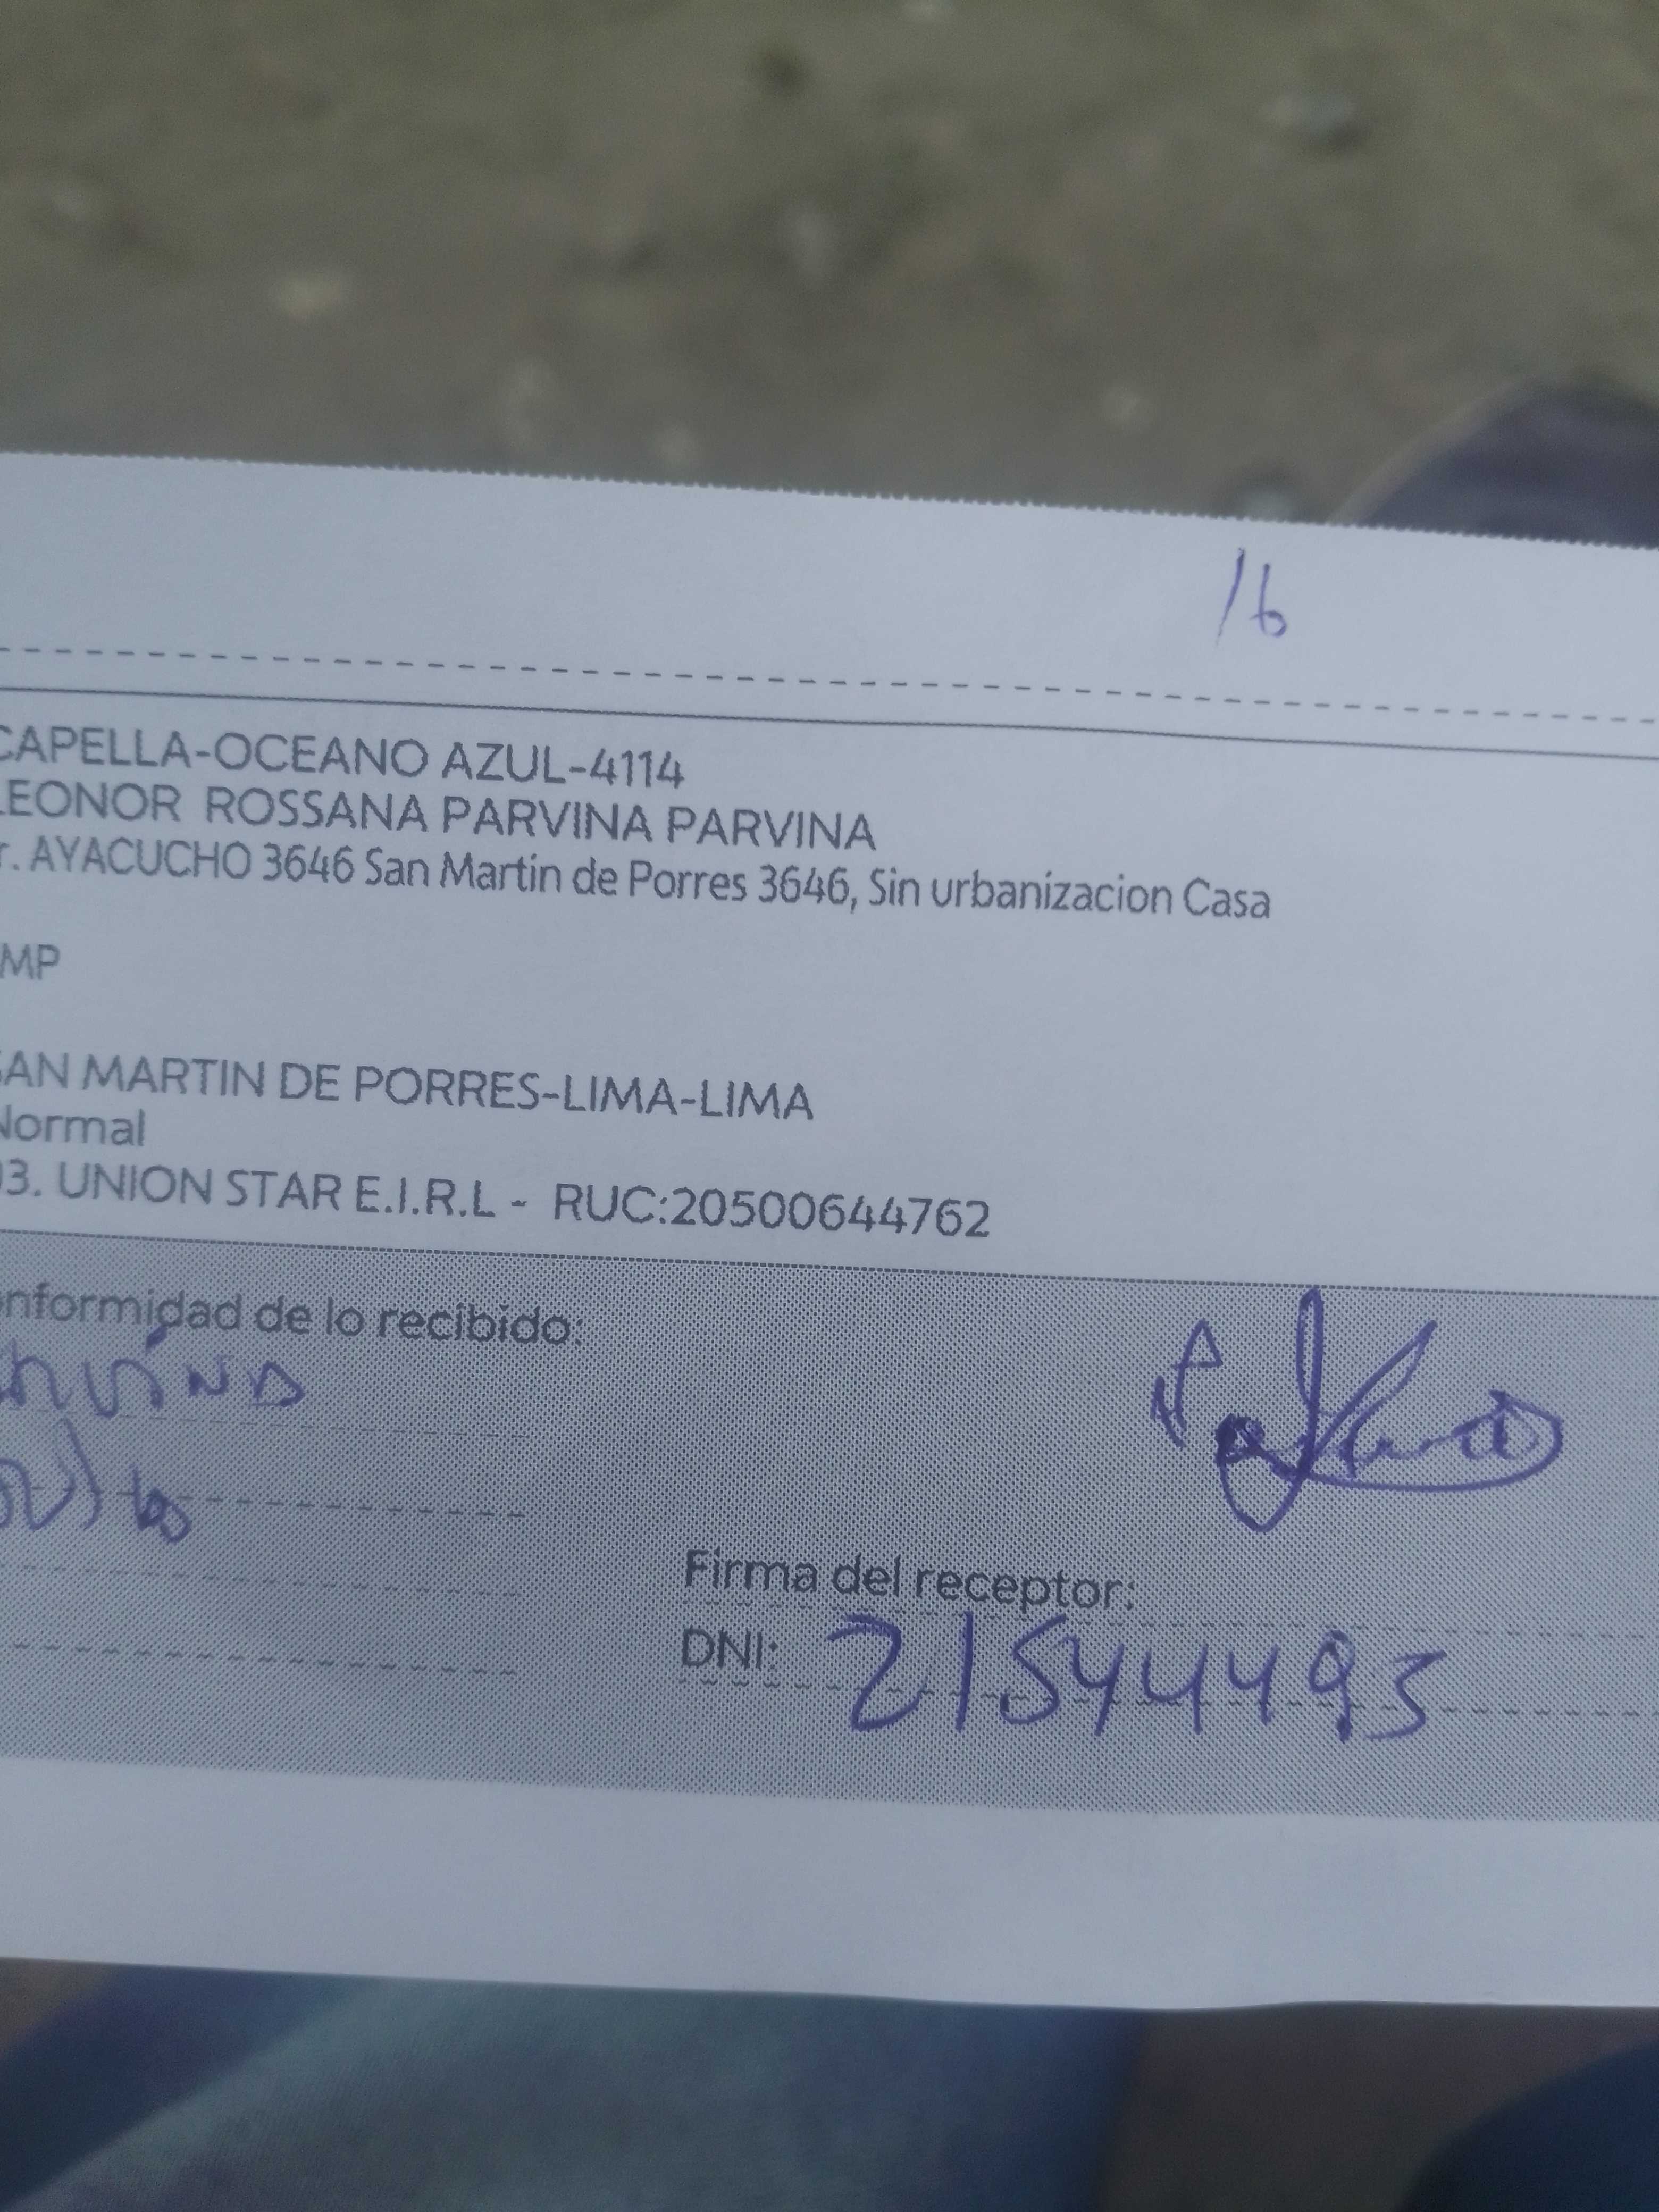 16
CAPELLA-OCEANO AZUL-4114
LEONOR ROSSANA PARVINA PARVINA
r. AYACUCHO 3646 San Martin de Porres 3646, Sin urbanizacion Casa
MP
SAN MARTIN DE PORRES-LIMA-LIMA
Normal
03. UNION STAR E.I.R.L - RUC:20500644762
onformidad de lo recibido:
Firma del receptor:
DNI: 21544493